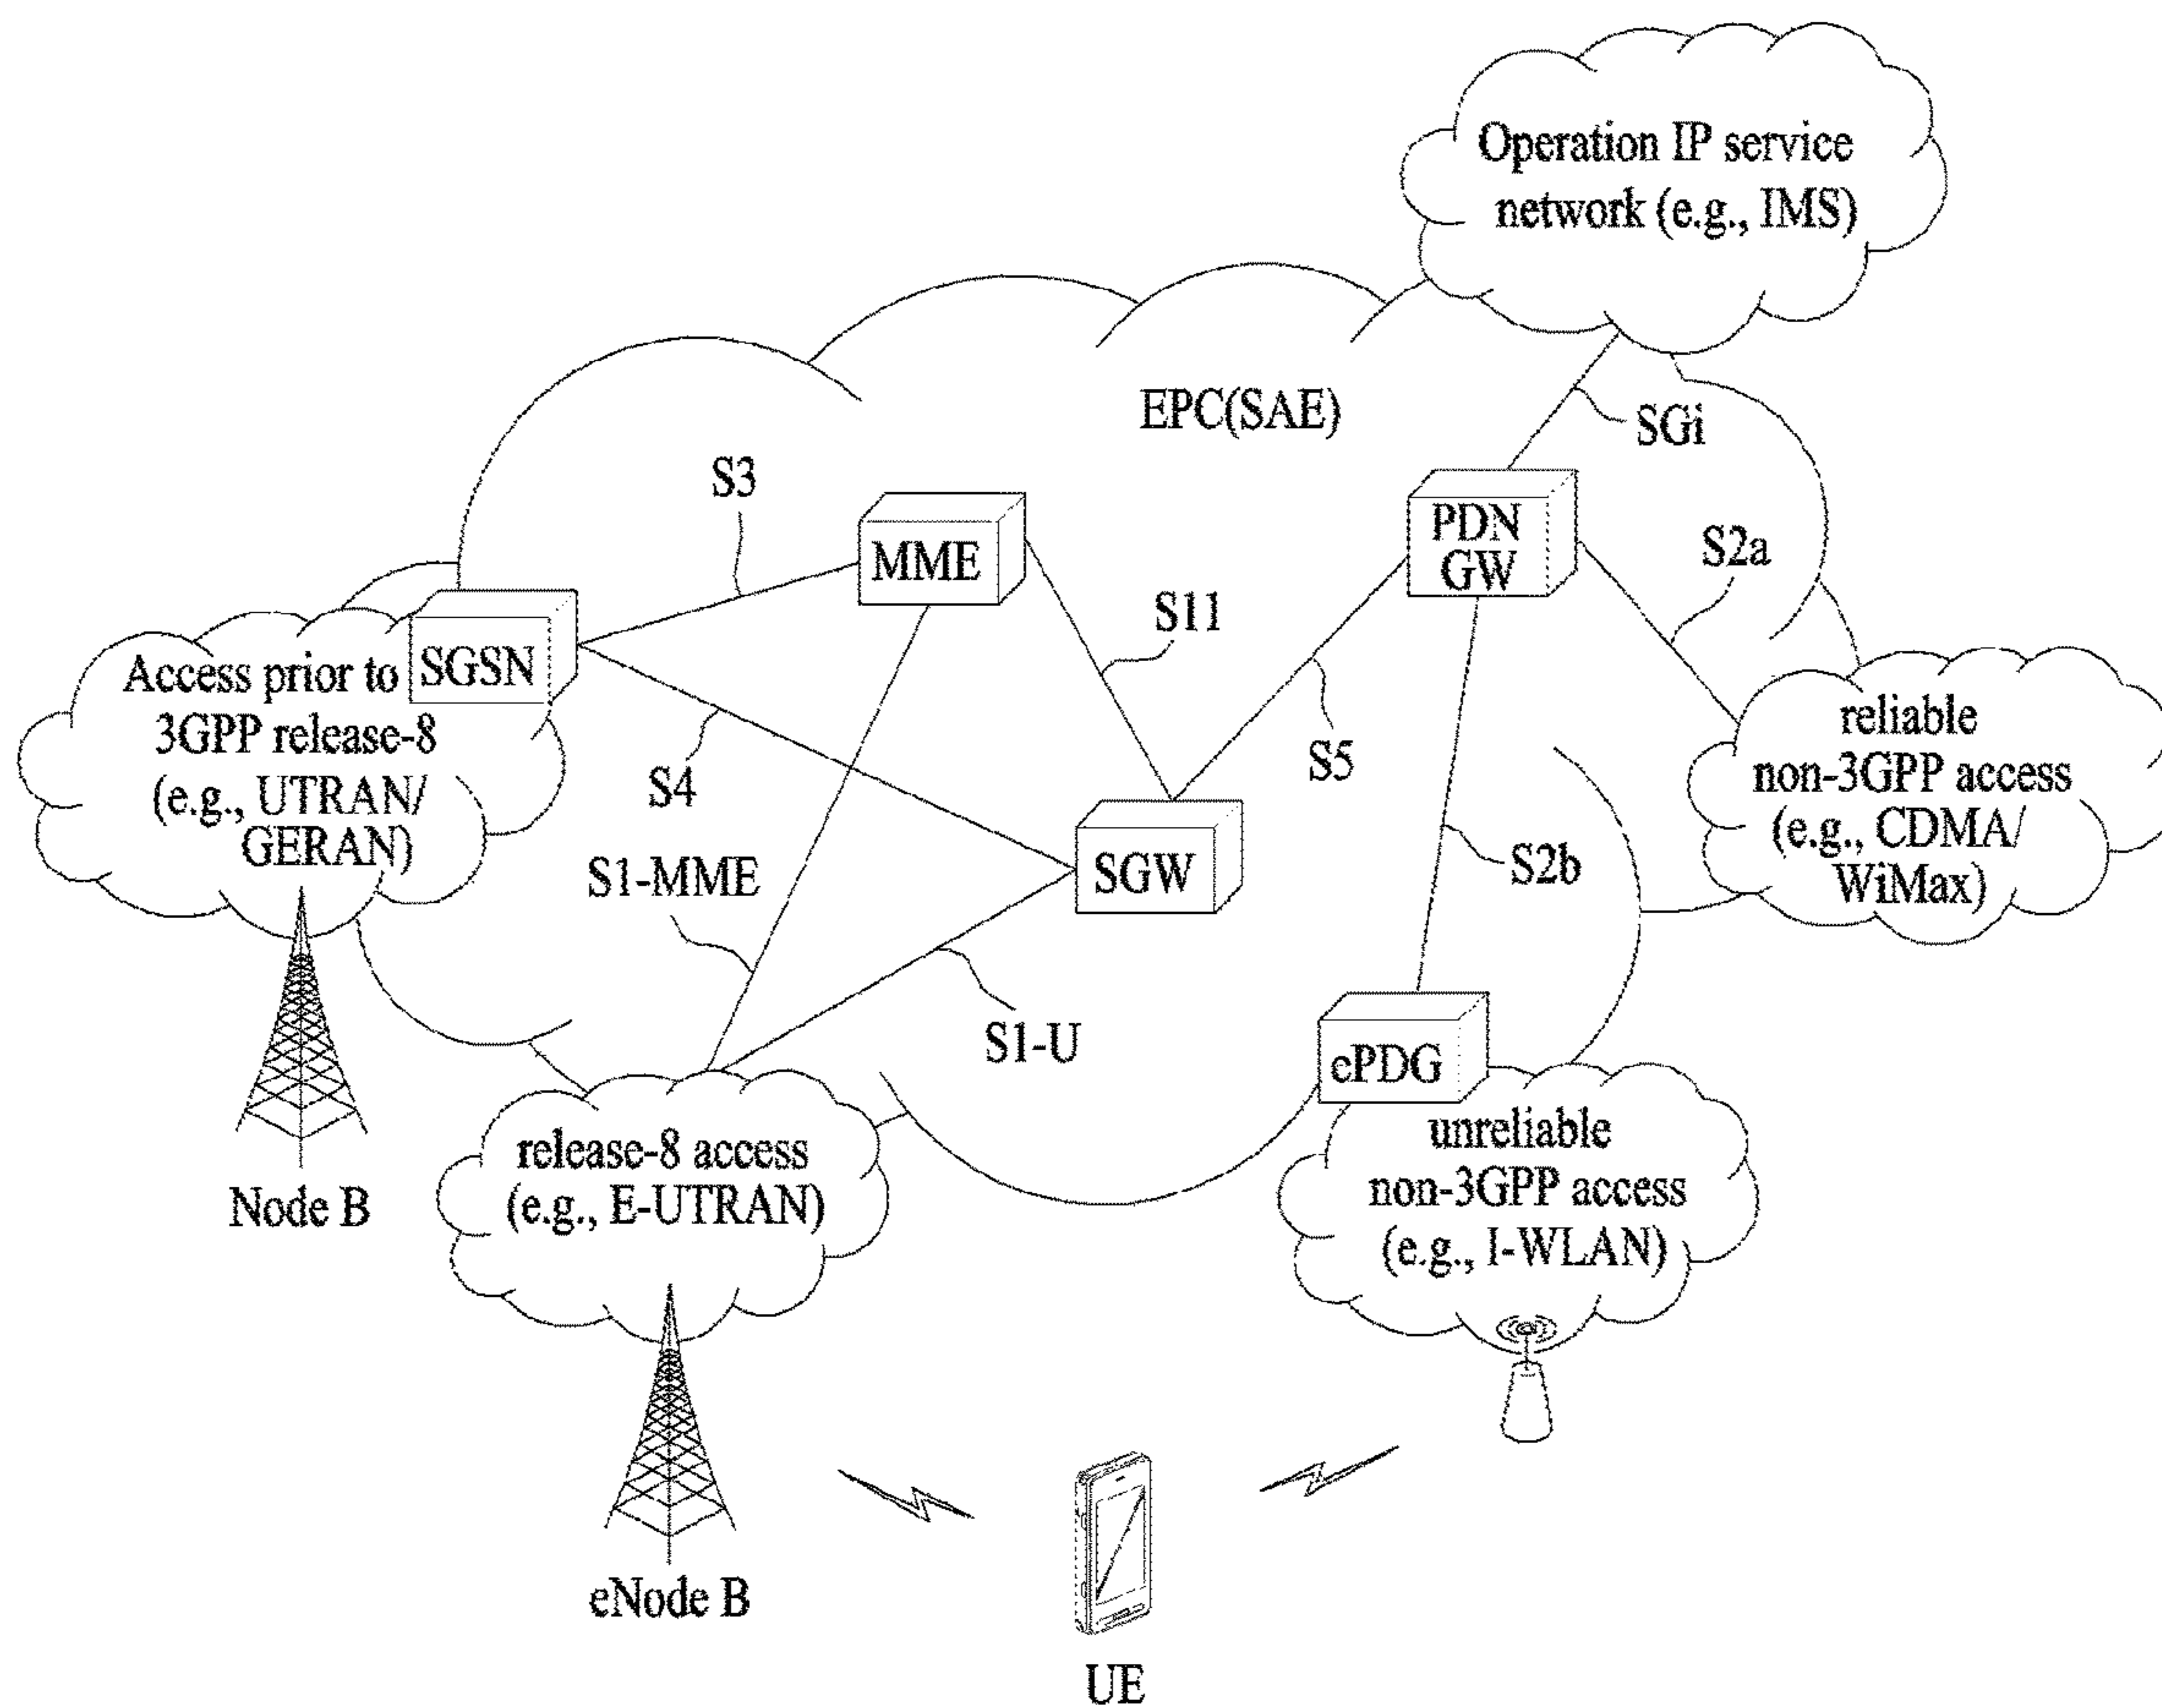 Operation IP service
network (e.g., IMS)
EPC(SAE)
SGi
S3
MME
PDN
GW
S2a
S11
SGSN
Access prior to
3GPP release-8
(e.g., UTRAN/
GERAN)
S4
S5
reliable
non-3GPP access
(e.g., CDMA/
WiMax)
S1-MME
SGW
S2b
S1-U
ePDG
Node B
release-8 access
(e.g., E-UTRAN)
unreliable
non-3GPP access
(e.g., I-WLAN)
eNode B
UE